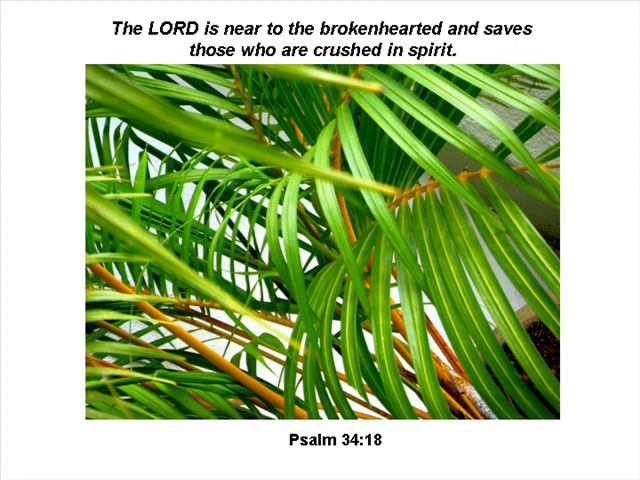 The LORD is near to the brokenhearted and saves
those who are crushed in spirit.
Psalm 34:18